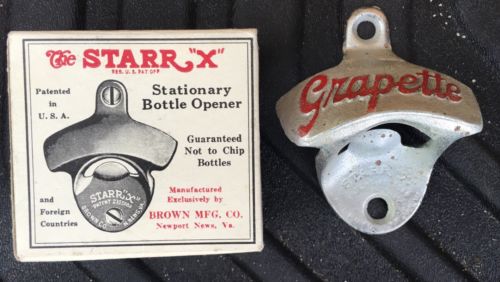 The STARR "X"
REG. U.S. PAT. OFF.
Patented
in
U. S. A.
Stationary
Bottle Opener
Guaranteed
Not to Chip
Bottles
STARR "X"
and
Foreign
Countries
Manufactured
Exclusively by
BROWN MFG. CO.
Newport News, Va.
Grapette